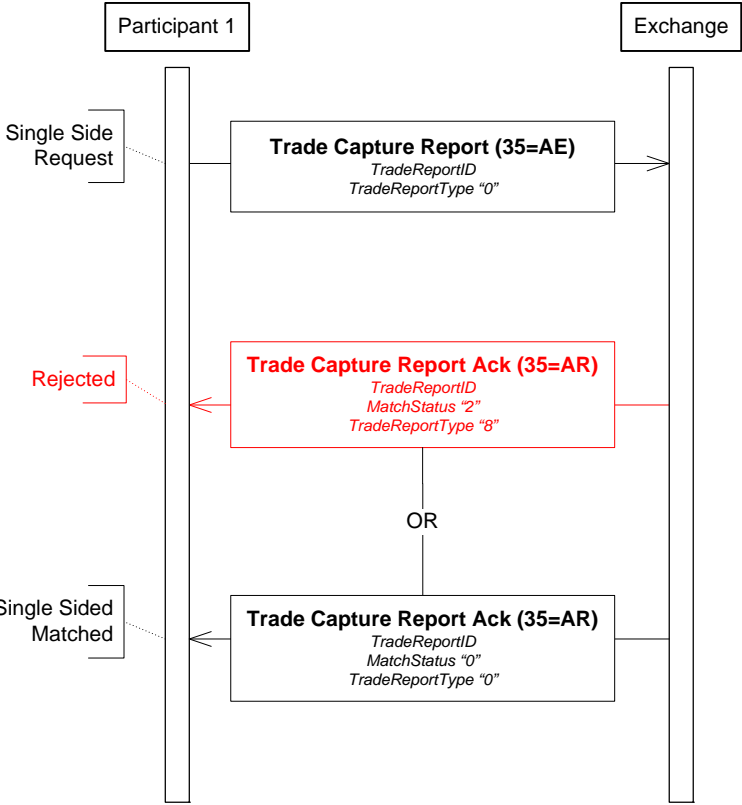 Participant 1
Exchange
Single Side
Request
Trade Capture Report (35=AE)
TradeReportID
TradeReportType “0”
Rejected
Trade Capture Report Ack (35=AR)
TradeReportID
MatchStatus “2”
TradeReportType “8”
OR
Single Sided
Matched
Trade Capture Report Ack (35=AR)
TradeReportID
MatchStatus “0”
TradeReportType “0”